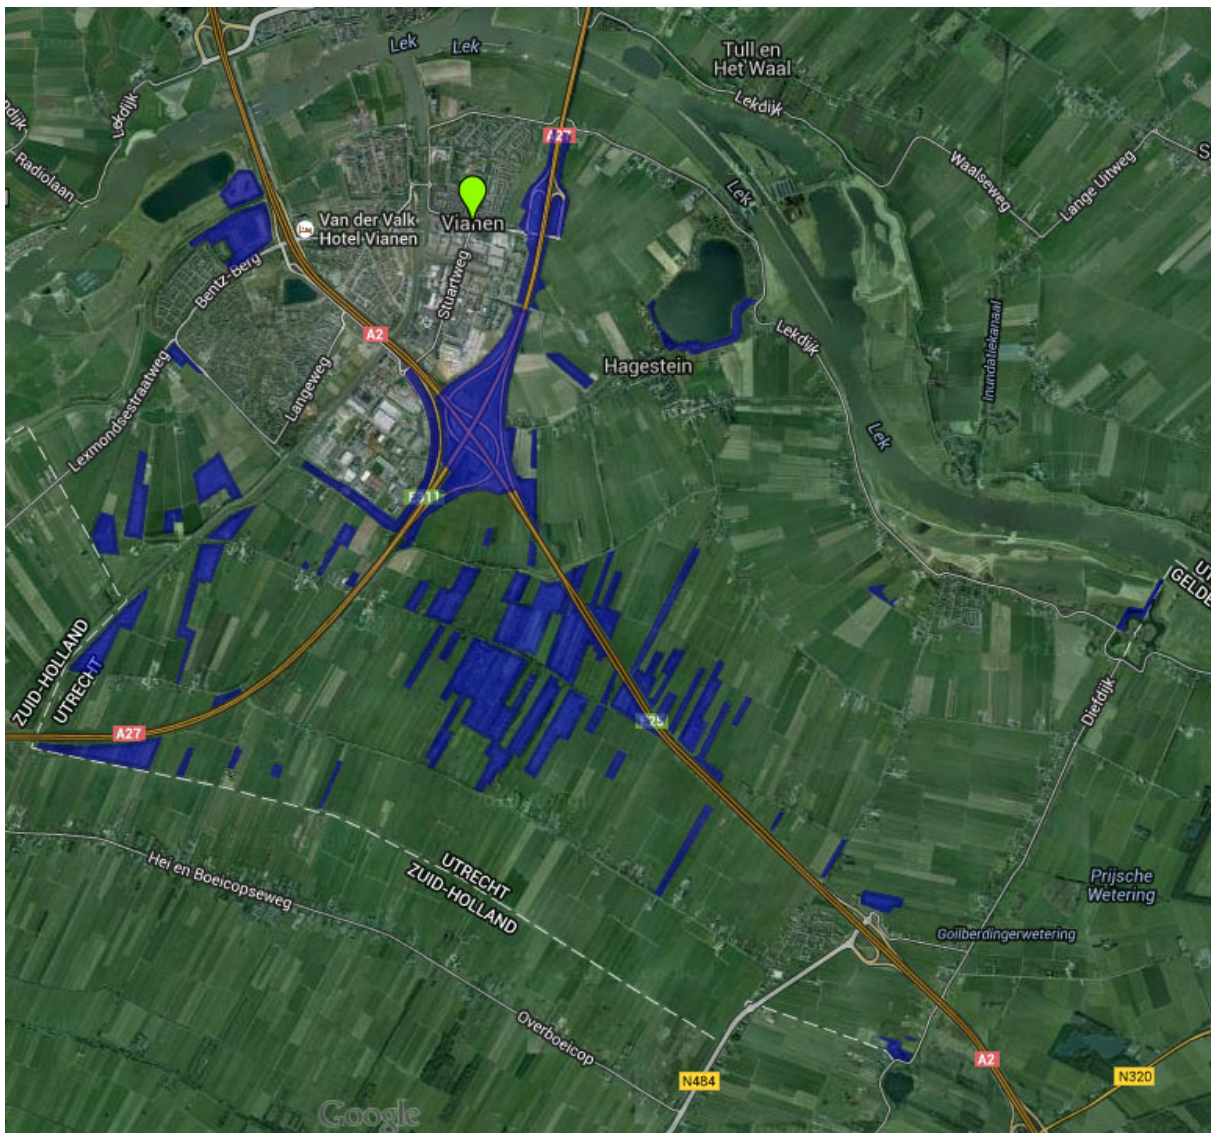 Lek
Lek
Tull en
Het Waal
Lekdijk
Lekdijk
Radiolaan
A27
Waalseweg
Lange Uitweg
S
Lek
Van der Valk
Hotel Vianen
Vianen
Bentz-Berg
Stuartweg
A2
Lekdijk
Inundatiekanaal
Hagestein
Langeweg
Lexmondsestraatweg
Lek
E311
UT
GELDE
ZUID-HOLLAND
UTRECHT
Diefdijk
E25
A27
UTRECHT
ZUID-HOLLAND
Hei en Boeicopseweg
Prijsche
Wetering
Goilberdingerwetering
Overboeicop
A2
N484
N320
Google